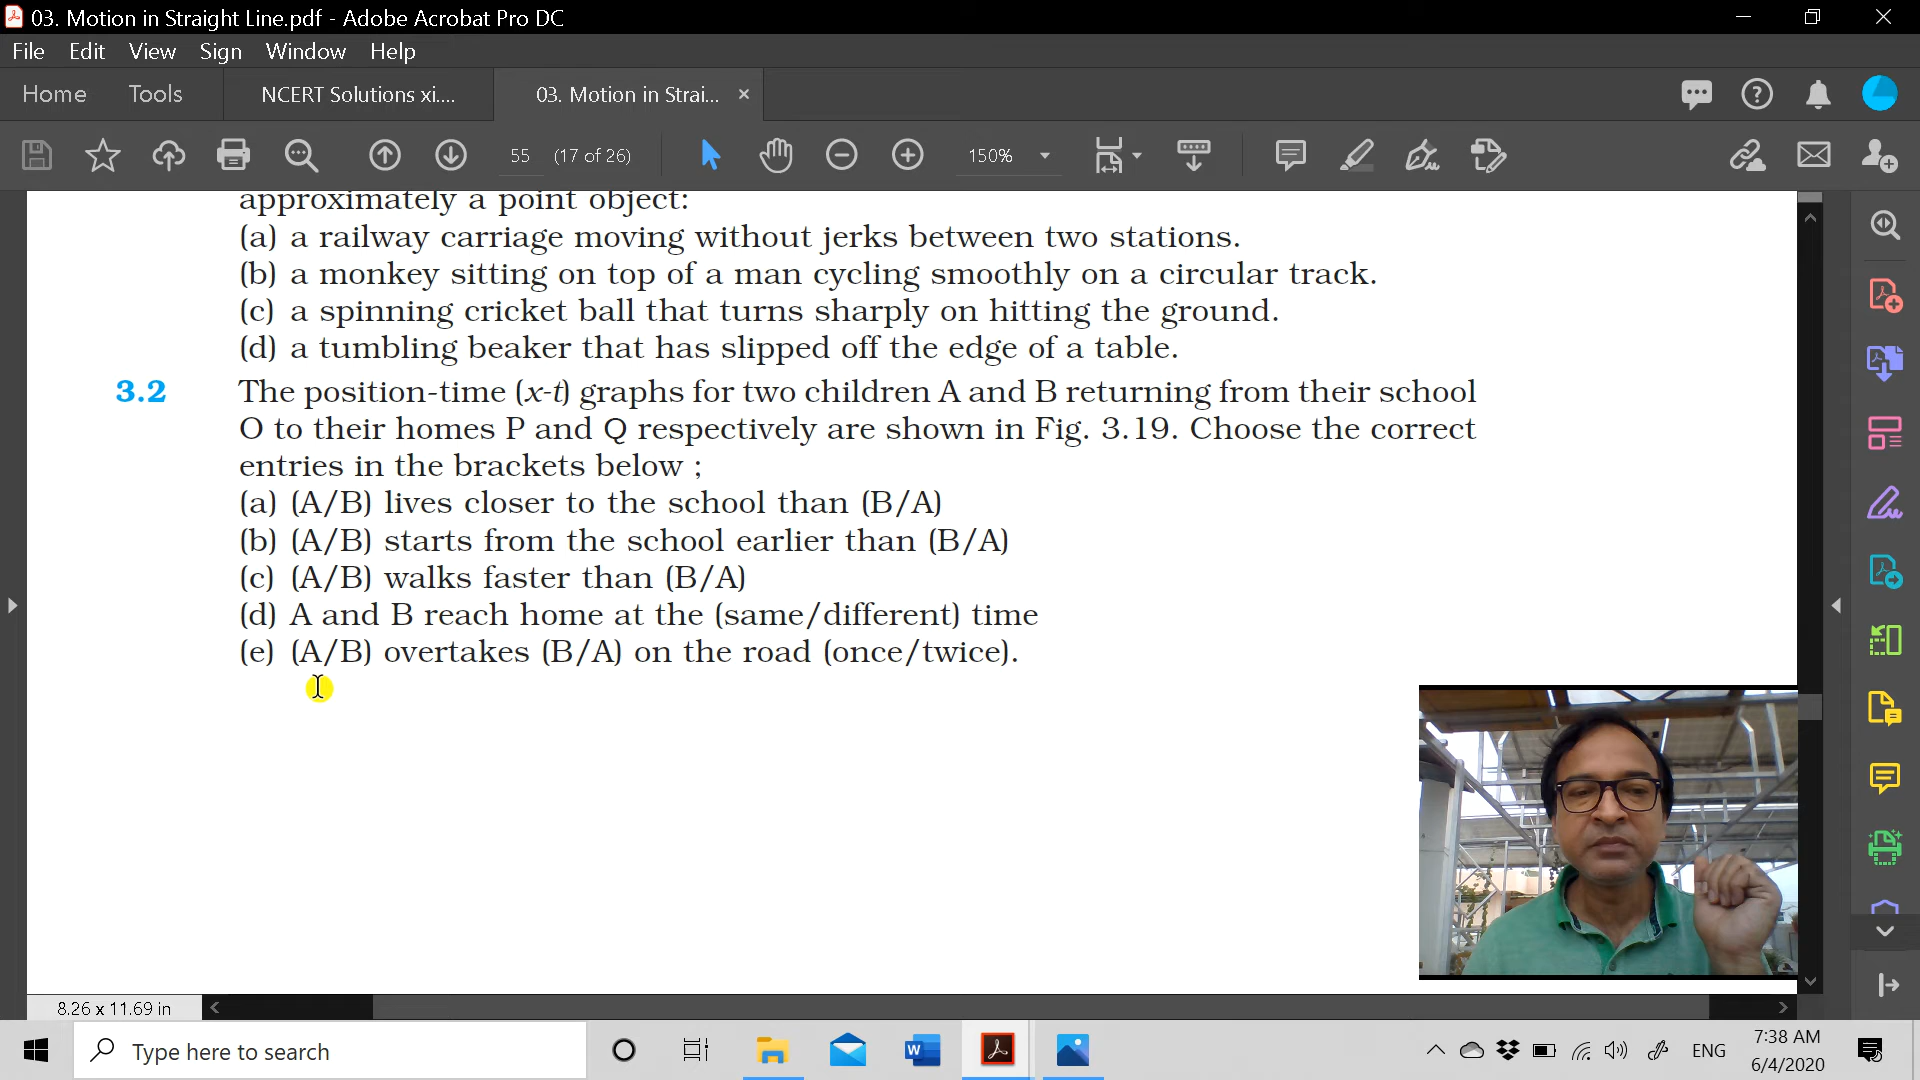 03. Motion in Straight Line.pdf - Adobe Acrobat Pro DC
File Edit View Sign Window Help
Home Tools NCERT Solutions xi.... 03. Motion in Strai... ×
55 (17 of 26) 150%
approximately a point object:
(a) a railway carriage moving without jerks between two stations.
(b) a monkey sitting on top of a man cycling smoothly on a circular track.
(c) a spinning cricket ball that turns sharply on hitting the ground.
(d) a tumbling beaker that has slipped off the edge of a table.
3.2 The position-time (x-t) graphs for two children A and B returning from their school
O to their homes P and Q respectively are shown in Fig. 3.19. Choose the correct
entries in the brackets below ;
(a) (A/B) lives closer to the school than (B/A)
(b) (A/B) starts from the school earlier than (B/A)
(c) (A/B) walks faster than (B/A)
(d) A and B reach home at the (same/different) time
(e) (A/B) overtakes (B/A) on the road (once/twice).
8.26 x 11.69 in
Type here to search
ENG
7:38 AM
6/4/2020